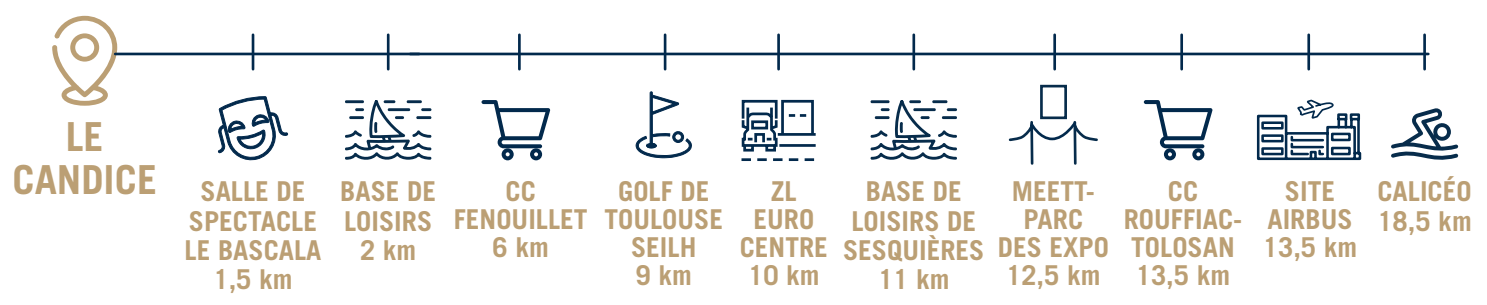 LE
CANDICE
SALLE DE
SPECTACLE
LE BASCALA
1,5 km
BASE DE
LOISIRS
2 km
CC
FENOUILLET
6 km
GOLF DE
TOULOUSE
SEILH
9 km
ZL
EURO
CENTRE
10 km
BASE DE
LOISIRS DE
SESQUIÈRES
11 km
MEETT-
PARC
DES EXPO
12,5 km
CC
ROUFFIAC-
TOLOSAN
13,5 km
SITE
AIRBUS
13,5 km
CALICÉO
18,5 km